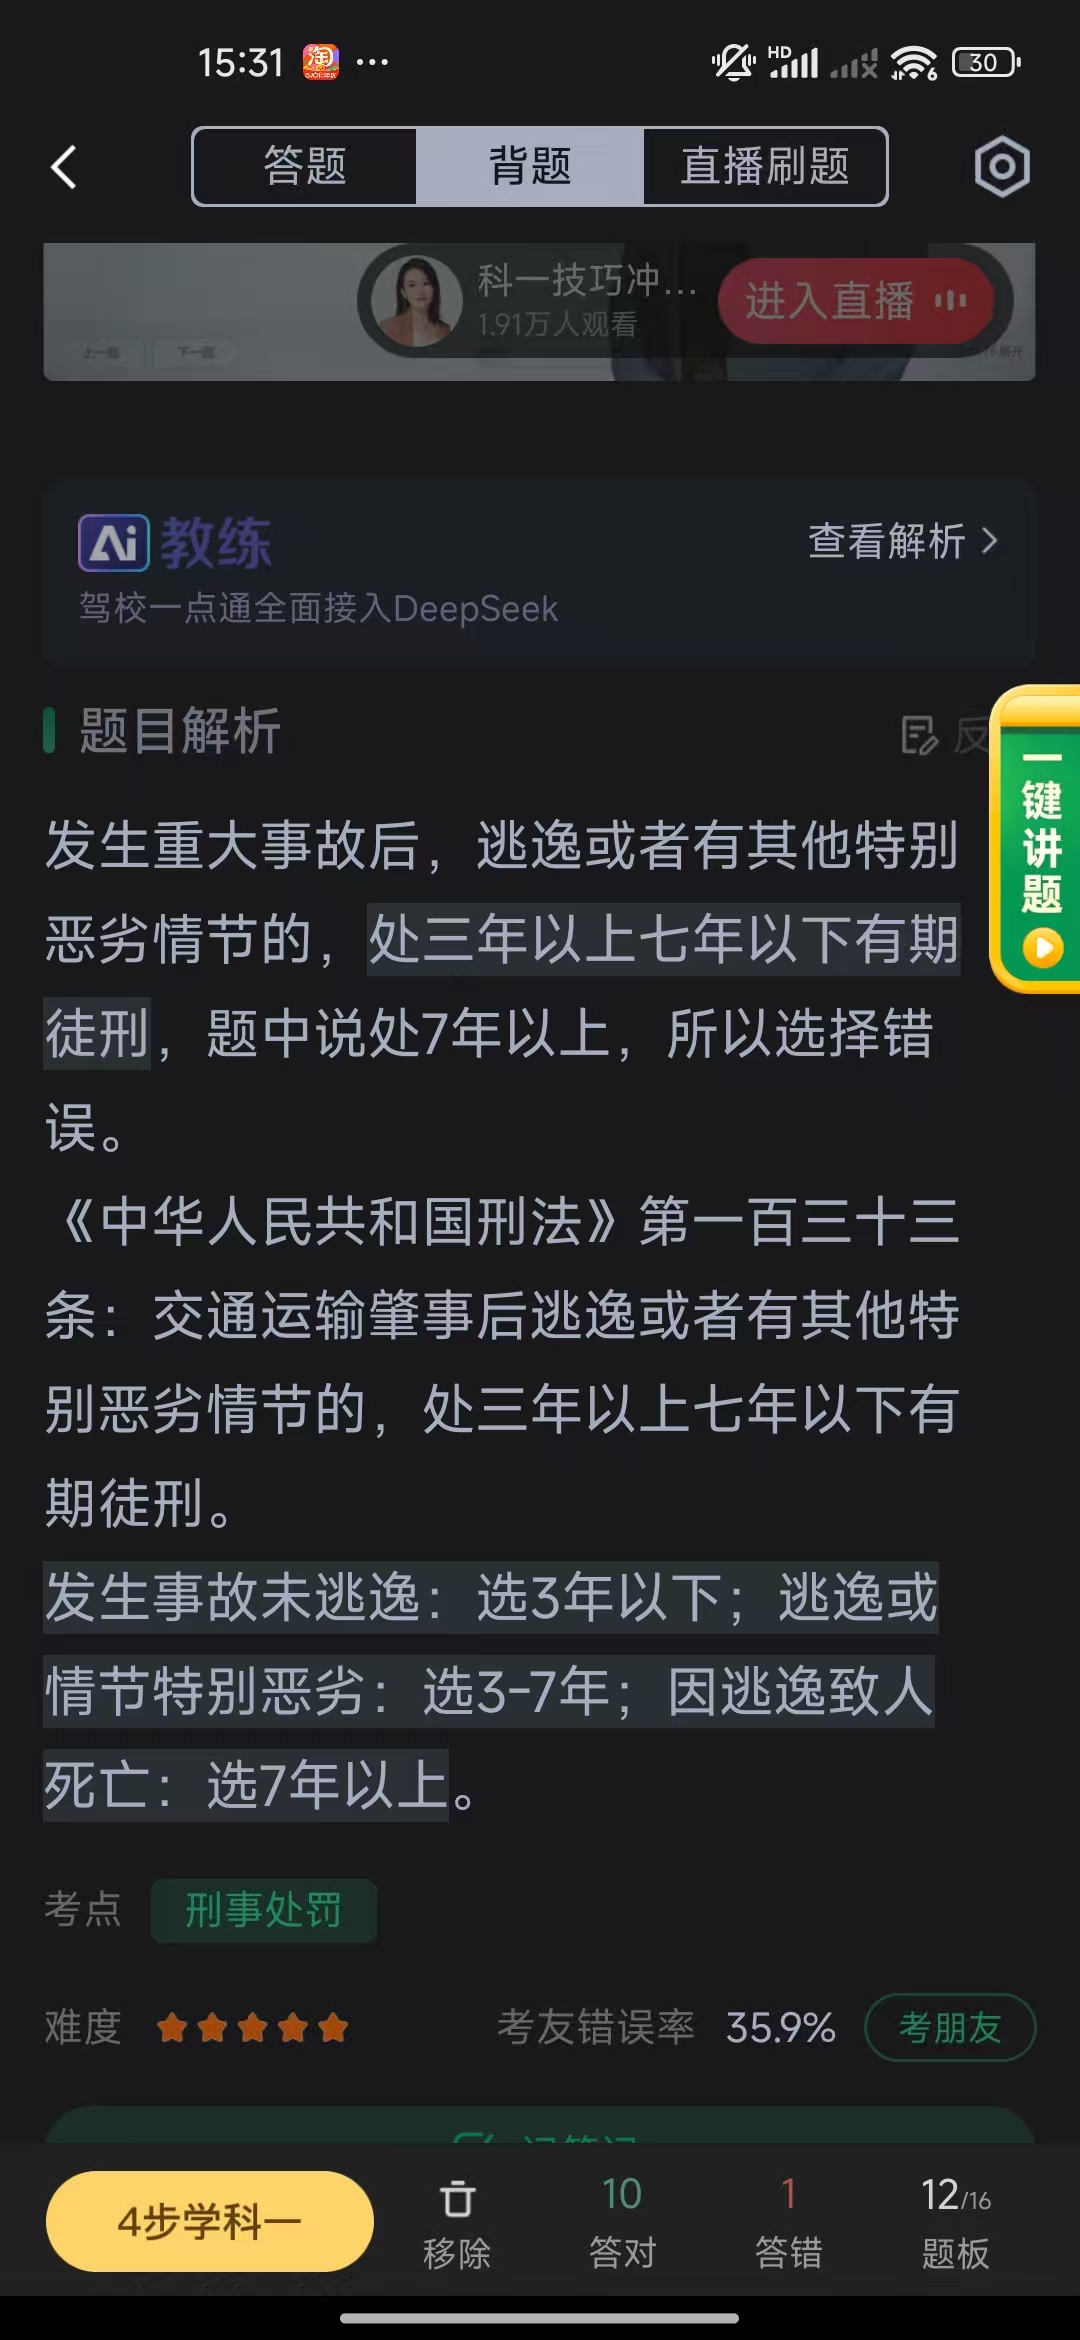 15:31
淘
...
HD
6
30
答题
背题
直播刷题
科一技巧冲...
1.91万人观看
进入直播
上一题
下一题
展开
Ai 教练
查看解析
驾校一点通全面接入DeepSeek
题目解析
反
一键讲题
发生重大事故后，逃逸或者有其他特别
恶劣情节的，处三年以上七年以下有期
徒刑，题中说处7年以上，所以选择错
误。
《中华人民共和国刑法》第一百三十三
条：交通运输肇事后逃逸或者有其他特
别恶劣情节的，处三年以上七年以下有
期徒刑。
发生事故未逃逸：选3年以下；逃逸或
情节特别恶劣：选3-7年；因逃逸致人
死亡：选7年以上。
考点
刑事处罚
难度
考友错误率 35.9%
考朋友
4步学科一
移除
10
答对
1
答错
12/16
题板